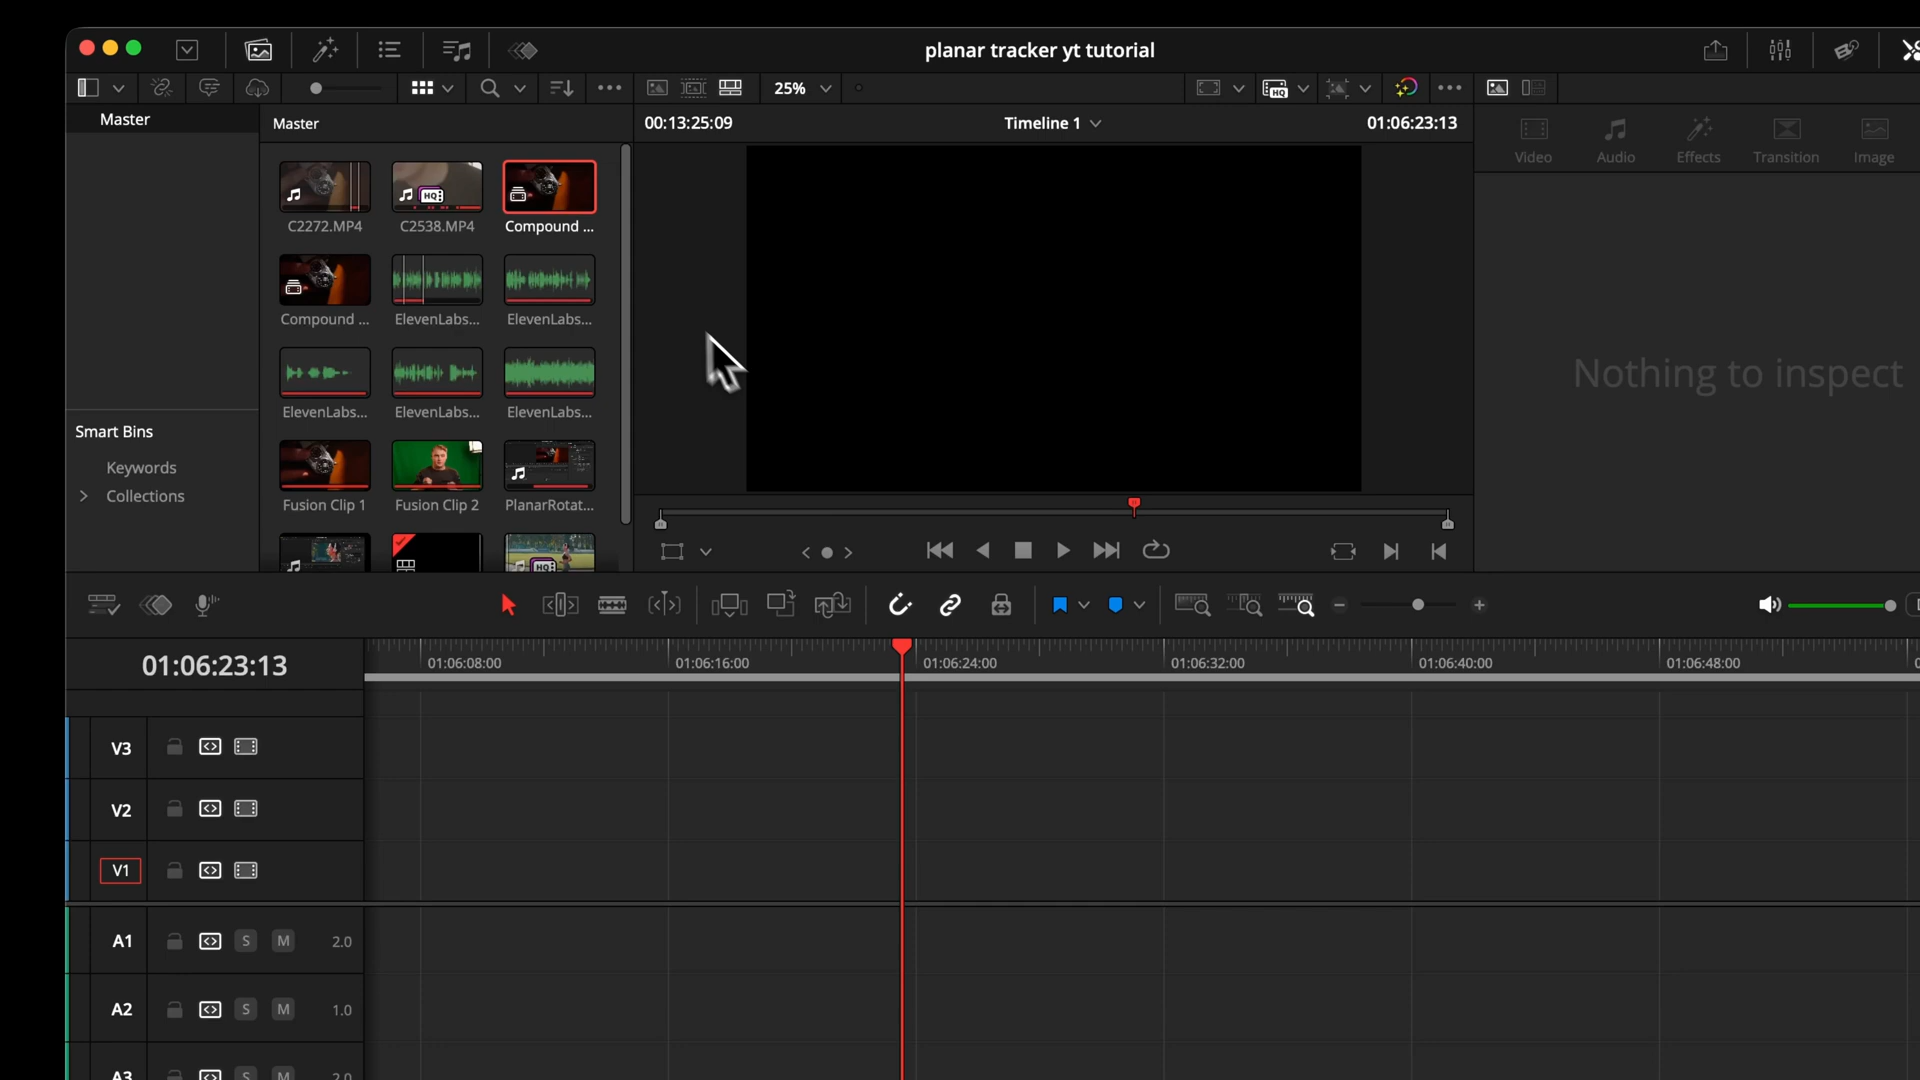 planar tracker yt tutorial
25%
HQ
Master
Master
00:13:25:09
Timeline 1
01:06:23:13
Video
Audio
Effects
Transition
Image
HQ
C2272.MP4
C2538.MP4
Compound ...
Compound ...
ElevenLabs...
ElevenLabs...
Nothing to inspect
ElevenLabs...
ElevenLabs...
ElevenLabs...
Smart Bins
Keywords
Collections
Fusion Clip 1
Fusion Clip 2
PlanarRotat...
HQ
01:06:23:13
01:06:08:00
01:06:16:00
01:06:24:00
01:06:32:00
01:06:40:00
01:06:48:00
V3
V2
V1
A1
S
M
2.0
A2
S
M
1.0
A3
S
M
2.0